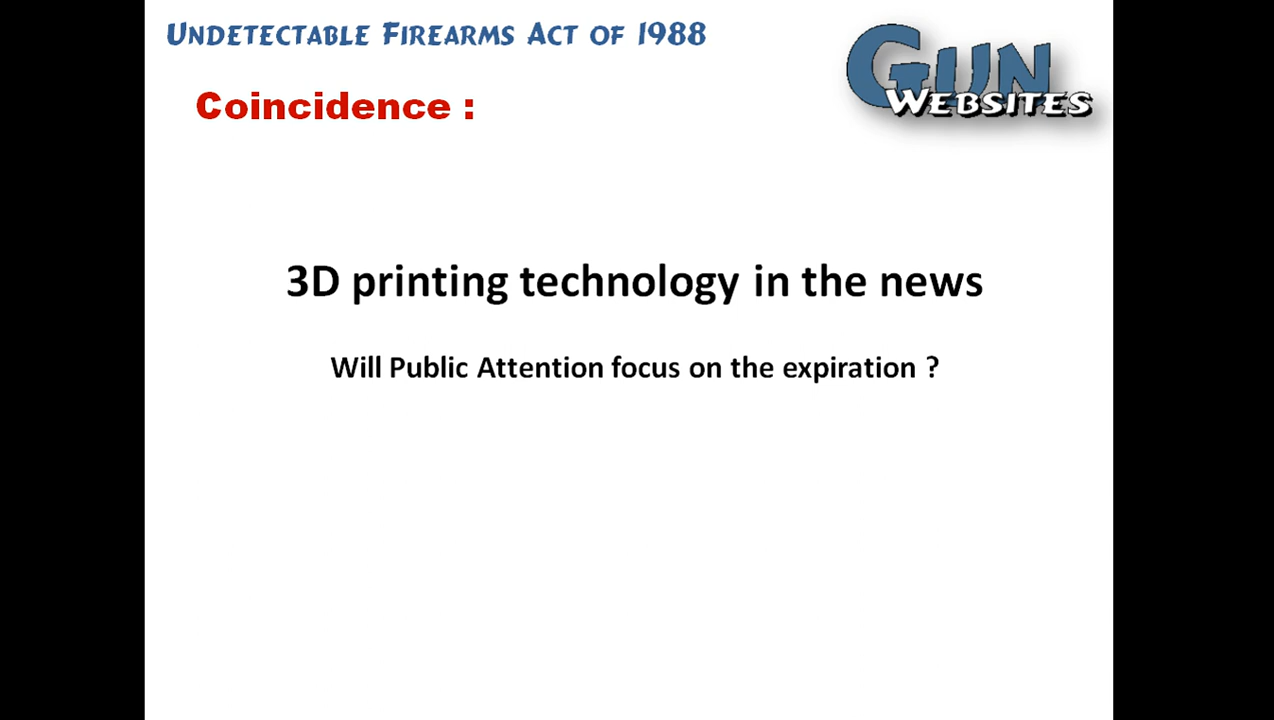 Undetectable Firearms Act of 1988
Gun
Websites
Coincidence :
3D printing technology in the news
Will Public Attention focus on the expiration ?